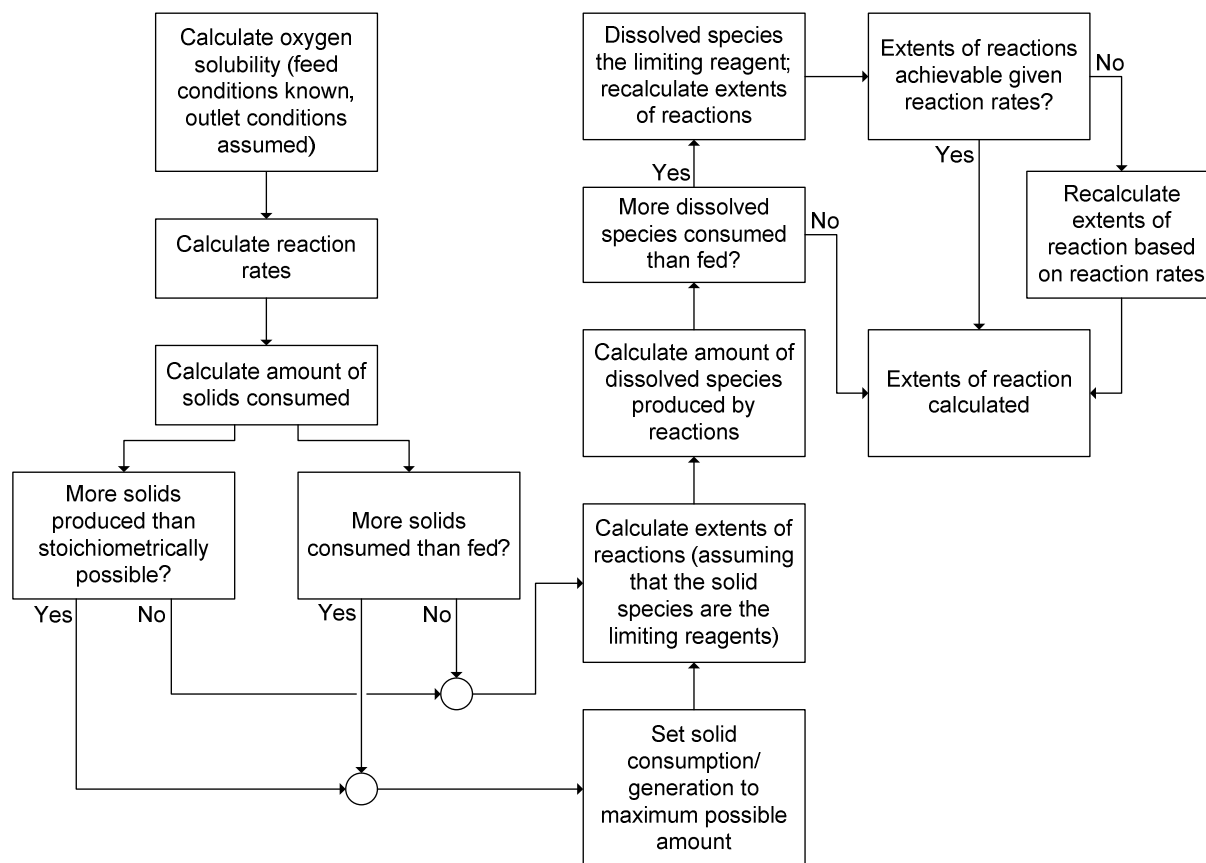 Calculate oxygen
solubility (feed
conditions known,
outlet conditions
assumed)
Calculate reaction
rates
Calculate amount of
solids consumed
More solids
produced than
stoichiometrically
possible?
Yes
No
More solids
consumed than fed?
Yes
No
Set solid
consumption/
generation to
maximum possible
amount
Calculate extents of
reactions (assuming
that the solid
species are the
limiting reagents)
Calculate amount of
dissolved species
produced by
reactions
More dissolved
species consumed
than fed?
Yes
No
Dissolved species
the limiting reagent;
recalculate extents
of reactions
Extents of reactions
achievable given
reaction rates?
No
Yes
Recalculate
extents of
reaction based
on reaction rates
Extents of reaction
calculated